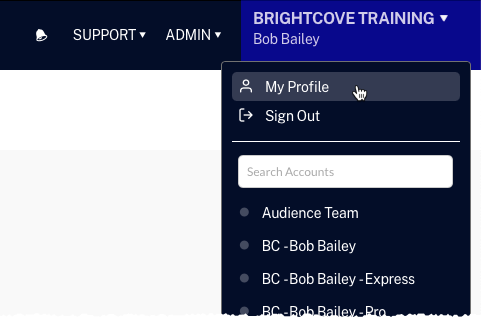 SUPPORT ADMIN BRIGHTCOVE TRAINING
Bob Bailey
My Profile
Sign Out
Search Accounts
Audience Team
BC - Bob Bailey
BC - Bob Bailey - Express
BC - Bob Bailey - Pro